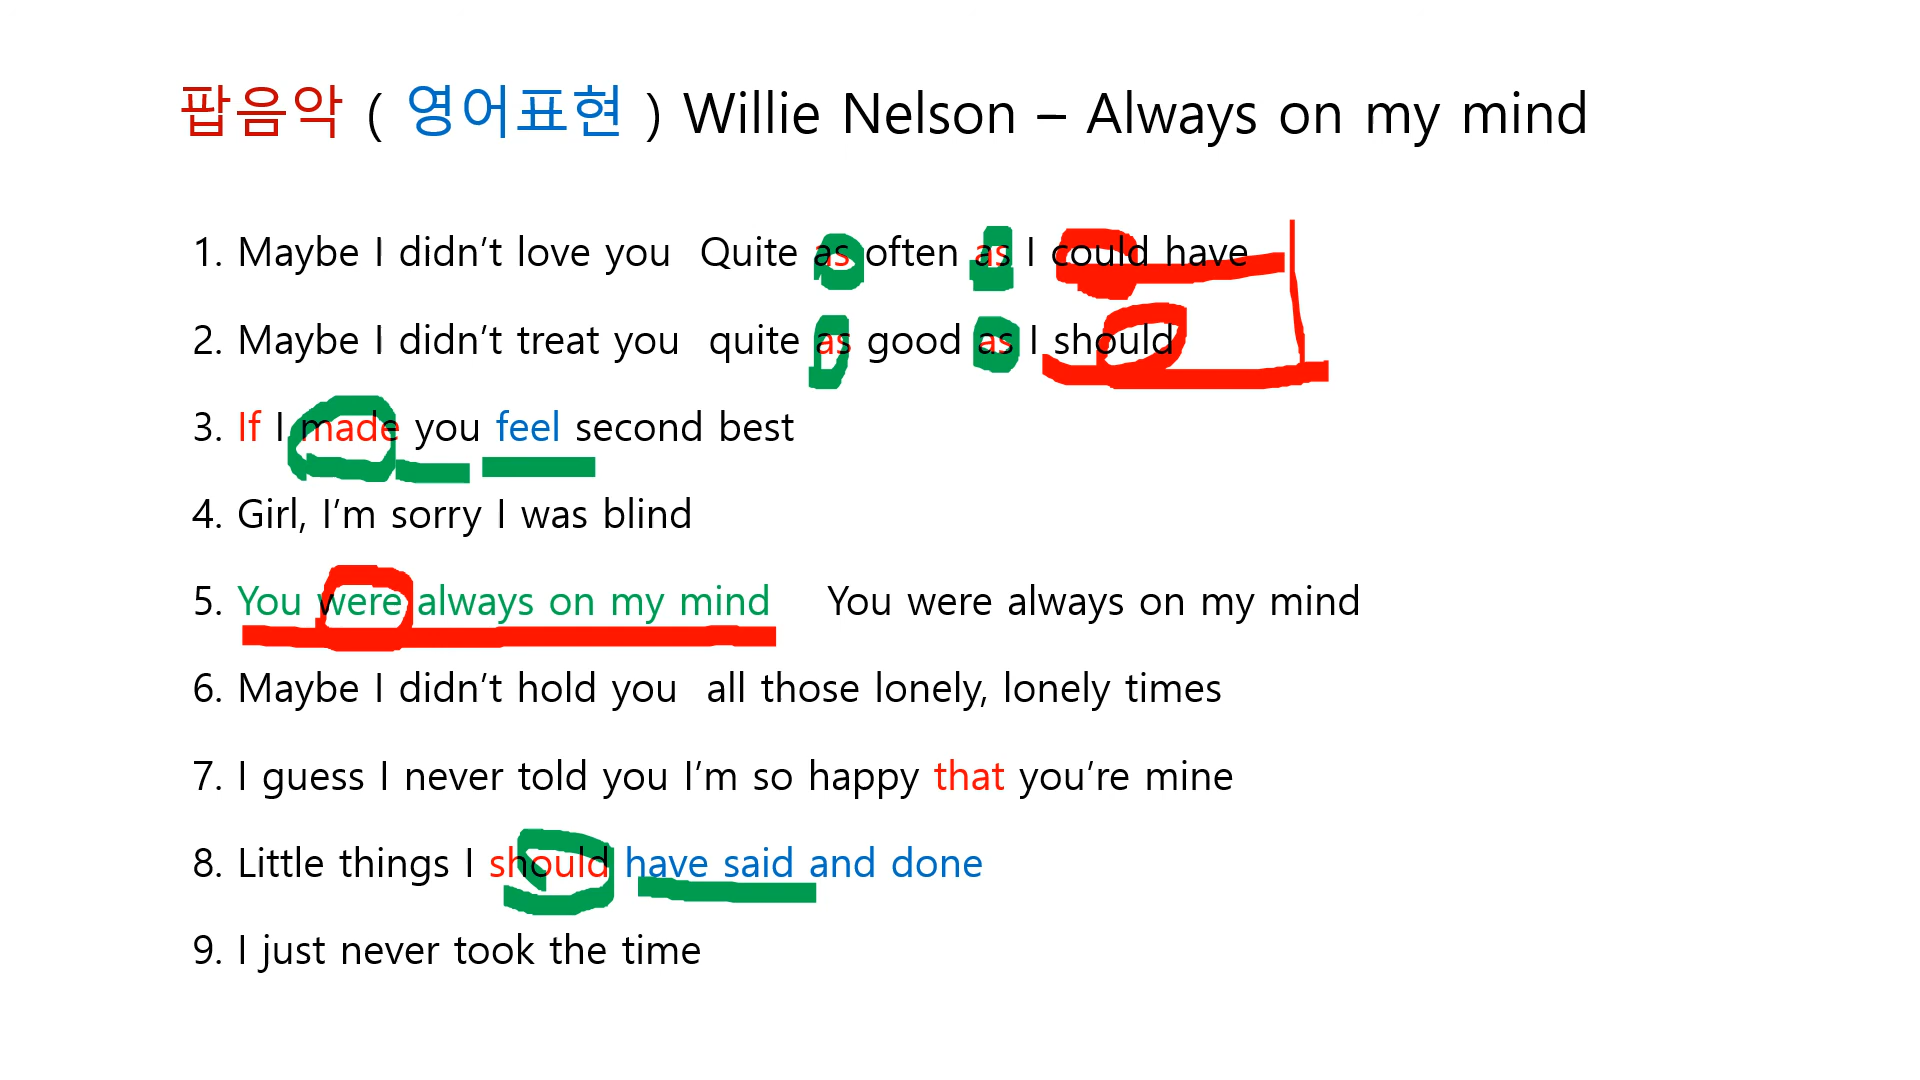 팝음악 ( 영어표현 ) Willie Nelson – Always on my mind
1. Maybe I didn’t love you Quite as often as I could have
2. Maybe I didn’t treat you quite as good as I should
3. If I made you feel second best
4. Girl, I’m sorry I was blind
5. You were always on my mind You were always on my mind
6. Maybe I didn’t hold you all those lonely, lonely times
7. I guess I never told you I’m so happy that you’re mine
8. Little things I should have said and done
9. I just never took the time